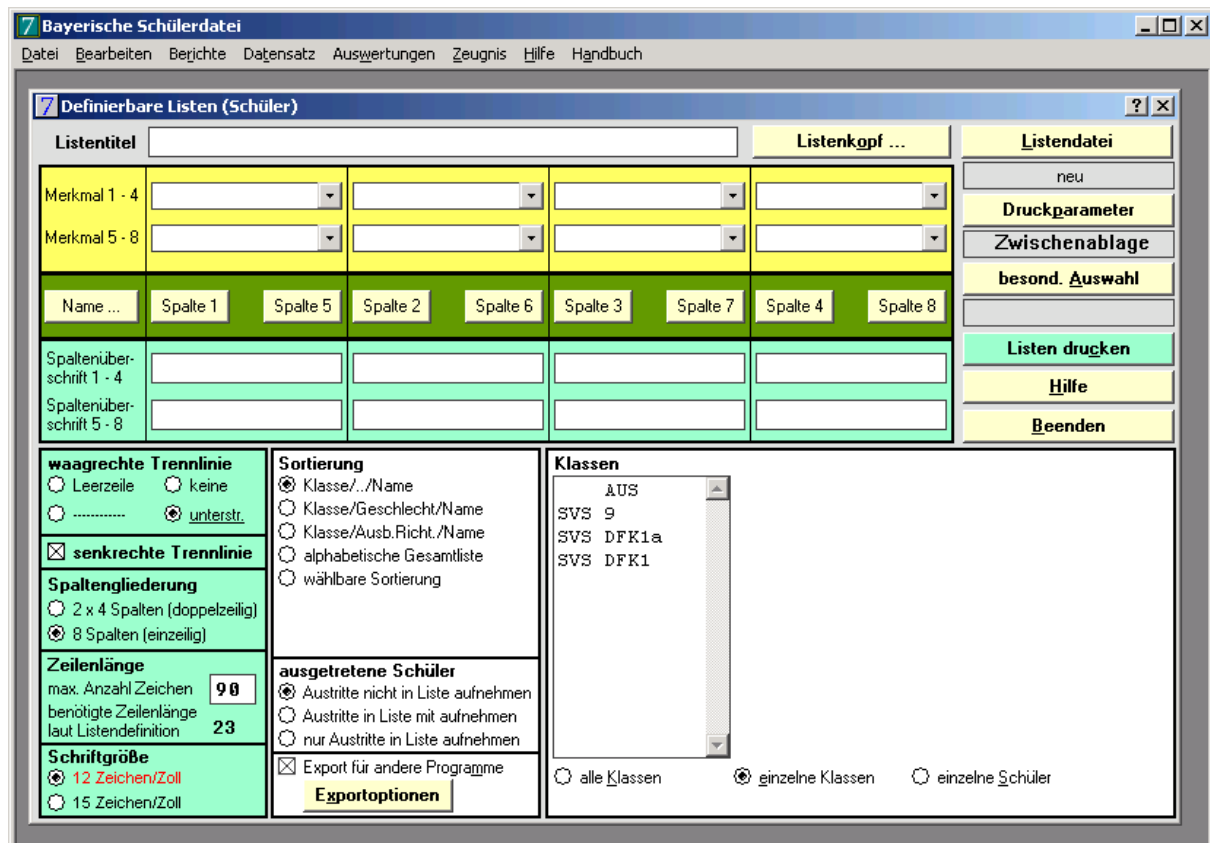 7 Bayerische Schülerdatei
Datei Bearbeiten Berichte Datensatz Auswertungen Zeugnis Hilfe Handbuch
7 Definierbare Listen (Schüler)
Listentitel Listenkopf ... Listendatei
neu
Merkmal 1 - 4
Druckparameter
Merkmal 5 - 8
Zwischenablage
besond. Auswahl
Name ... Spalte 1 Spalte 5 Spalte 2 Spalte 6 Spalte 3 Spalte 7 Spalte 4 Spalte 8
Listen drucken
Spaltenüber-
schrift 1 - 4
Hilfe
Spaltenüber-
schrift 5 - 8
Beenden
waagrechte Trennlinie
Leerzeile keine
------------ unterstr.
senkrechte Trennlinie
Spaltengliederung
2 x 4 Spalten (doppelzeilig)
8 Spalten (einzeilig)
Zeilenlänge
max. Anzahl Zeichen 90
benötigte Zeilenlänge
laut Listendefinition 23
Schriftgröße
12 Zeichen/Zoll
15 Zeichen/Zoll
Sortierung
Klasse/../Name
Klasse/Geschlecht/Name
Klasse/Ausb.Richt./Name
alphabetische Gesamtliste
wählbare Sortierung
ausgetretene Schüler
Austritte nicht in Liste aufnehmen
Austritte in Liste mit aufnehmen
nur Austritte in Liste aufnehmen
Export für andere Programme
Exportoptionen
Klassen
AUS
SVS 9
SVS DFK1a
SVS DFK1
alle Klassen einzelne Klassen einzelne Schüler